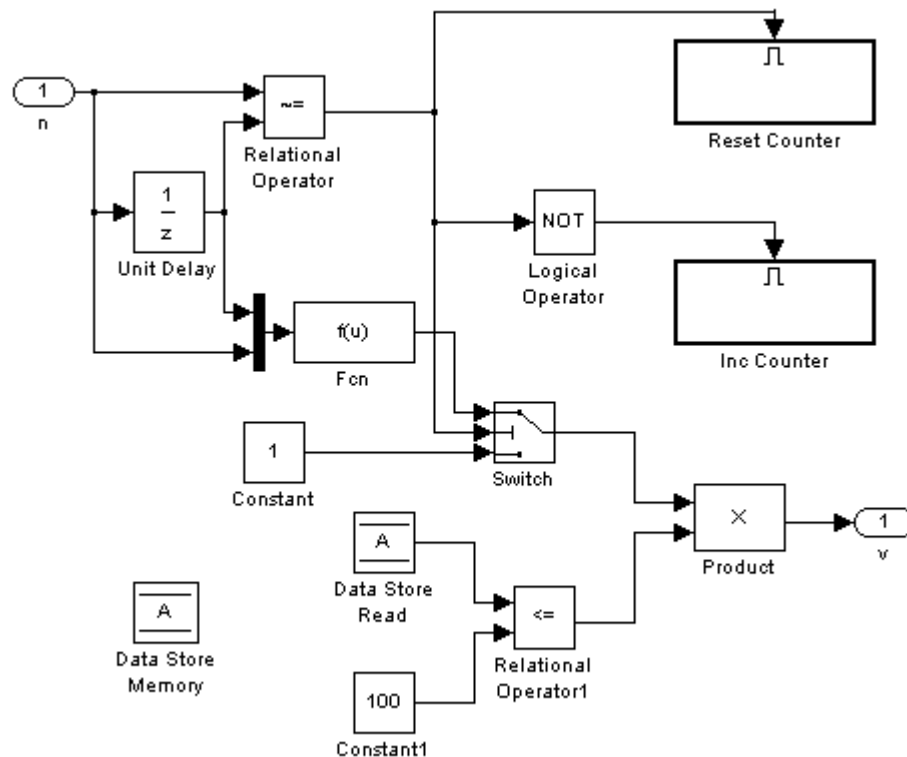 1
n
~=
Relational
Operator
Reset Counter
1
z
Unit Delay
NOT
Logical
Operator
Inc Counter
f(u)
Fcn
1
Constant
Switch
A
Data Store
Read
×
Product
1
v
A
Data Store
Memory
<=
Relational
Operator1
100
Constant1